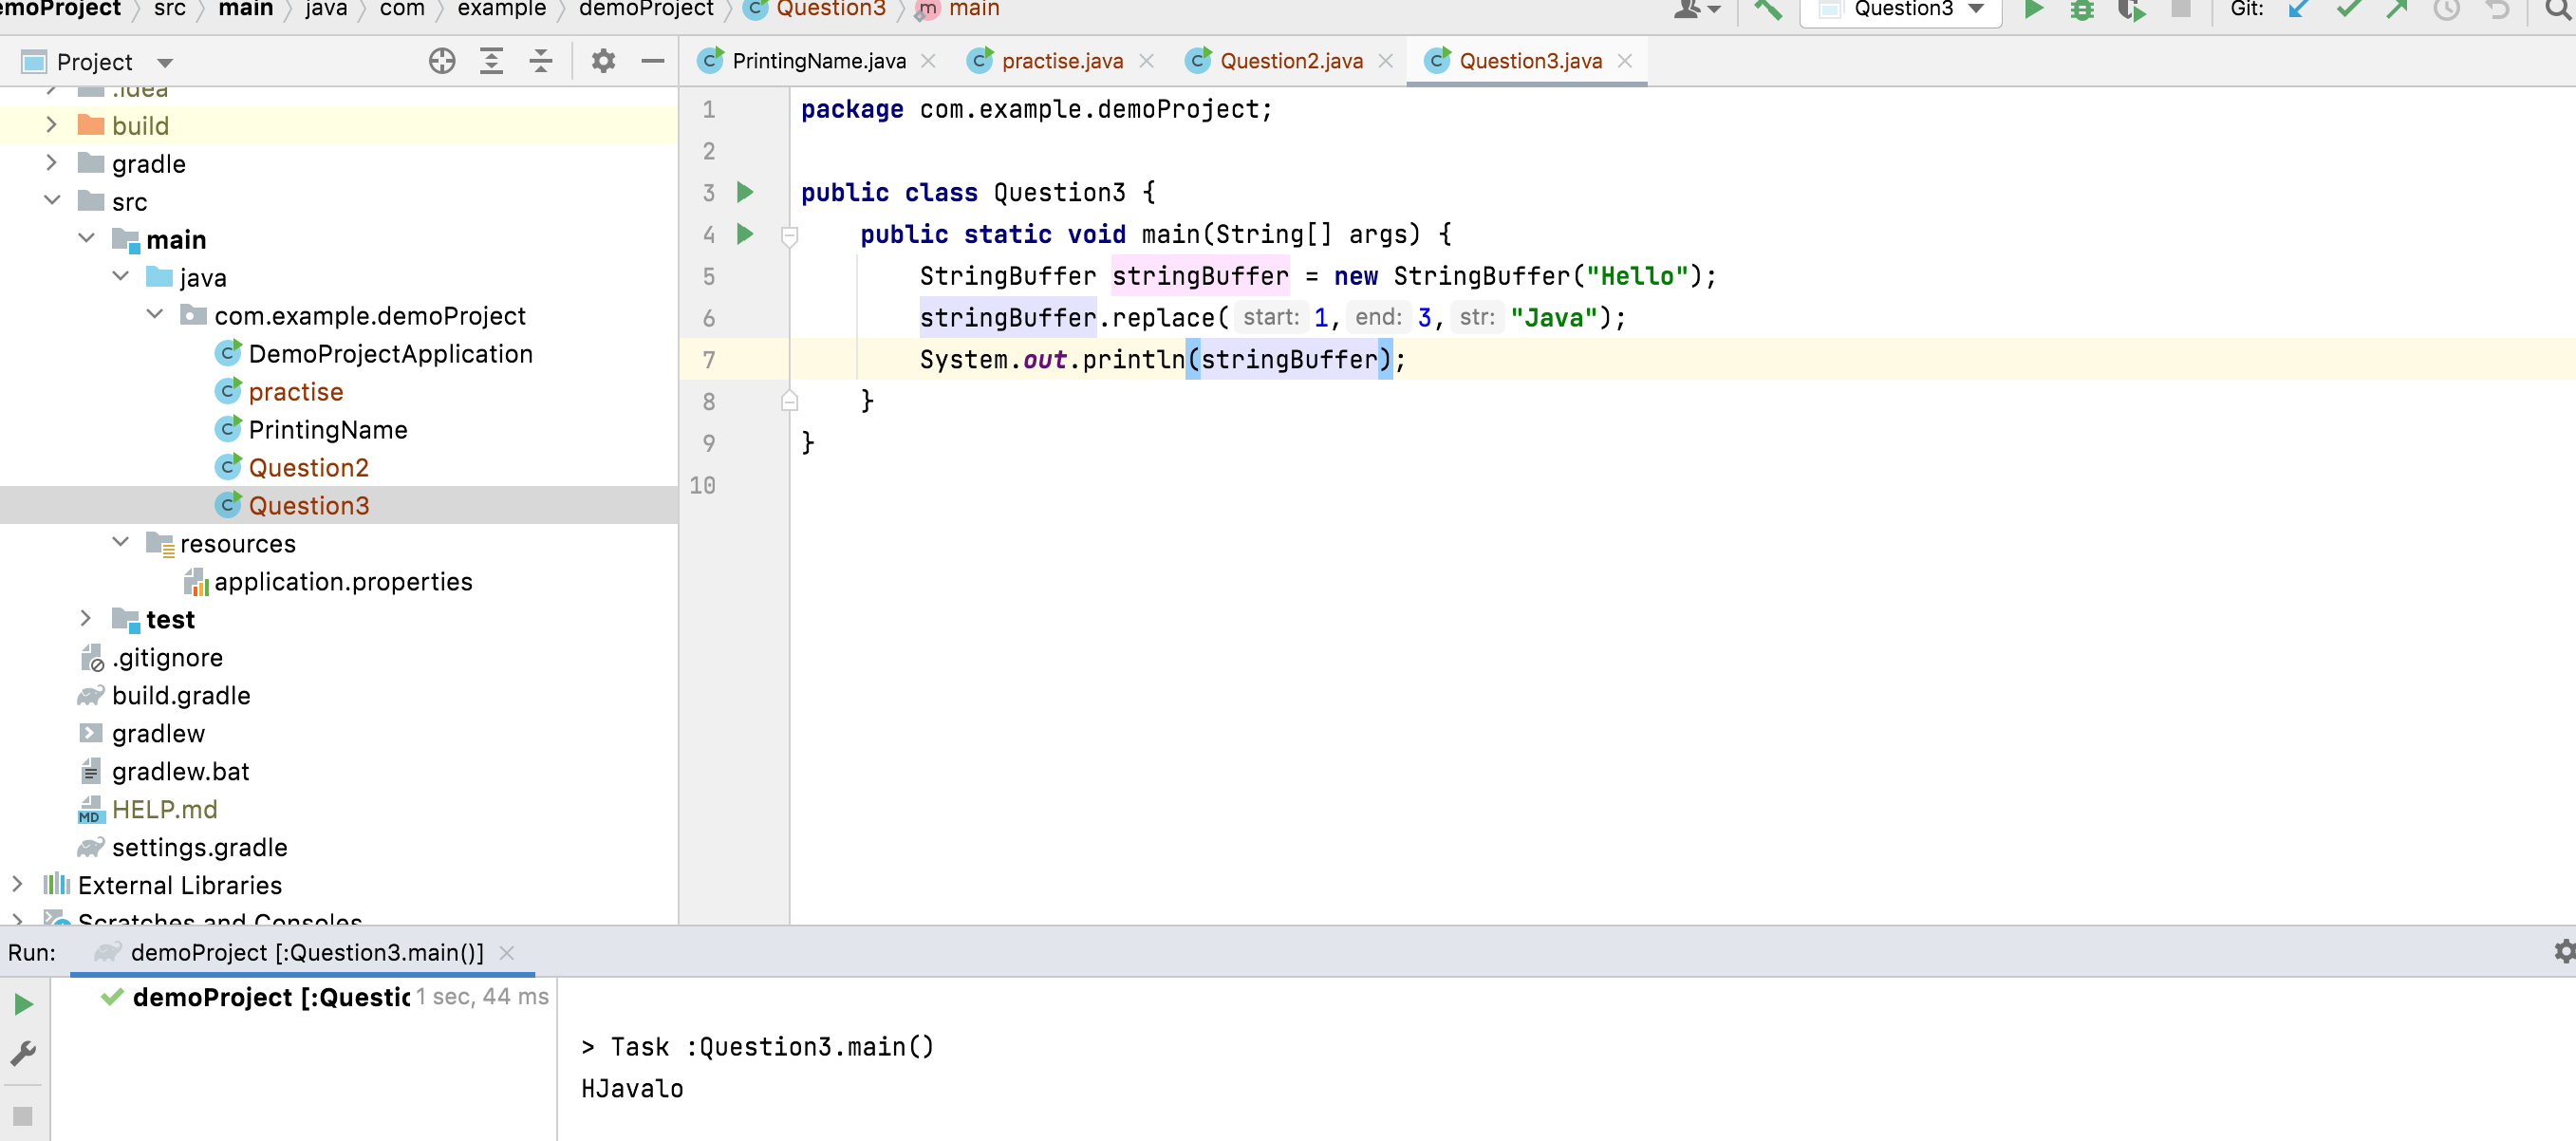 emoProject src main java com example demoProject Question3 main Question3 Git:
Project
PrintingName.java practise.java Question2.java Question3.java
.idea
build
gradle
src
main
java
com.example.demoProject
DemoProjectApplication
practise
PrintingName
Question2
Question3
resources
application.properties
test
.gitignore
build.gradle
gradlew
gradlew.bat
HELP.md
settings.gradle
External Libraries
Scratches and Consoles
1 package com.example.demoProject;
2
3 public class Question3 {
4 public static void main(String[] args) {
5 StringBuffer stringBuffer = new StringBuffer("Hello");
6 stringBuffer.replace( start: 1, end: 3, str: "Java");
7 System.out.println(stringBuffer);
8 }
9 }
10
Run: demoProject [:Question3.main()]
demoProject [:Questic 1 sec, 44 ms
> Task :Question3.main()
HJavalo